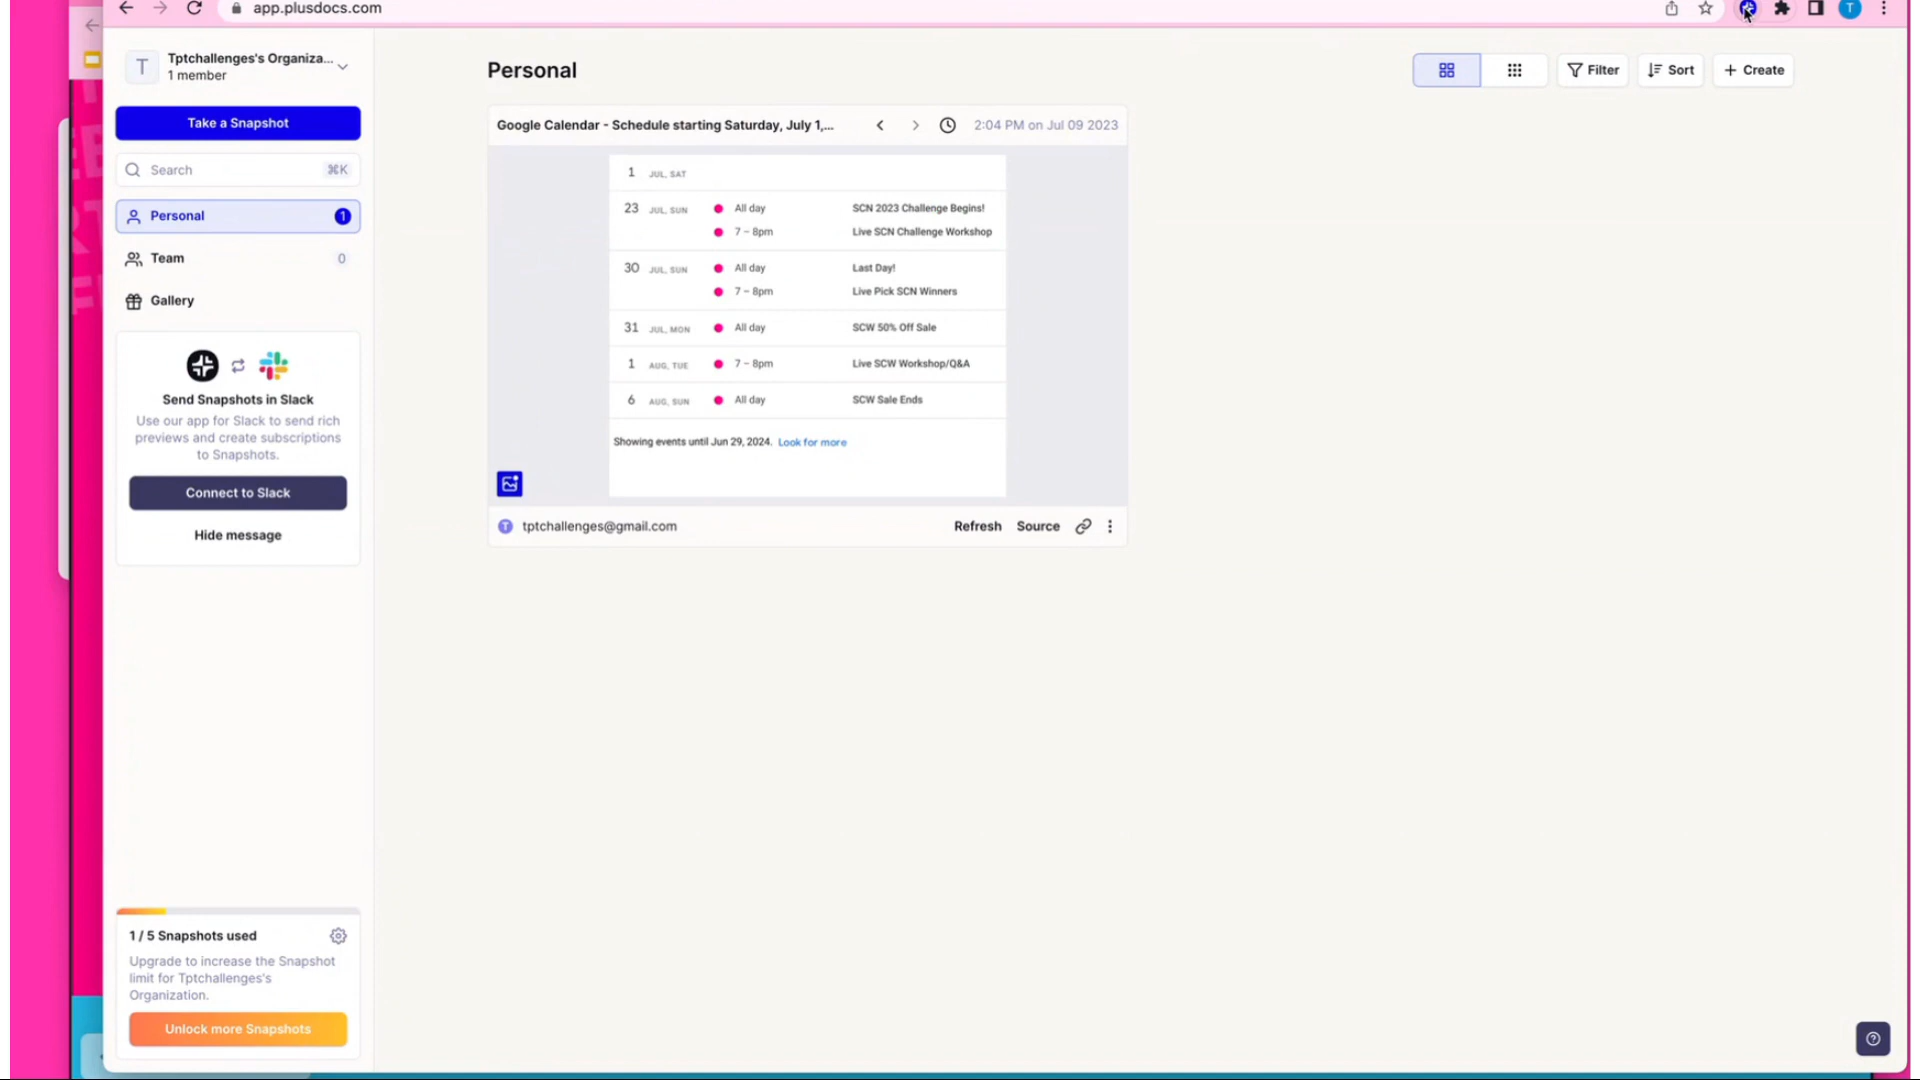 app.plusdocs.com
T
T
Tptchallenges's Organiza...
1 member
Take a Snapshot
Search
⌘K
Personal
1
Team
0
Gallery
Send Snapshots in Slack
Use our app for Slack to send rich
previews and create subscriptions
to Snapshots.
Connect to Slack
Hide message
1 / 5 Snapshots used
Upgrade to increase the Snapshot
limit for Tptchallenges's
Organization.
Unlock more Snapshots
Personal
Filter
Sort
+ Create
Google Calendar - Schedule starting Saturday, July 1,...
2:04 PM on Jul 09 2023
1 JUL, SAT
23 JUL, SUN All day SCN 2023 Challenge Begins!
7 – 8pm Live SCN Challenge Workshop
30 JUL, SUN All day Last Day!
7 – 8pm Live Pick SCN Winners
31 JUL, MON All day SCW 50% Off Sale
1 AUG, TUE 7 – 8pm Live SCW Workshop/Q&A
6 AUG, SUN All day SCW Sale Ends
Showing events until Jun 29, 2024. Look for more
T tptchallenges@gmail.com
Refresh Source